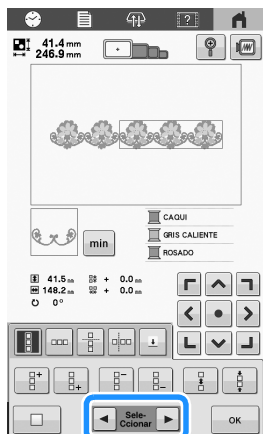 41.4 mm
246.9 mm
min
CAQUI
GRIS CALIENTE
ROSADO
41.5 mm + 0.0 mm
148.2 mm + 0.0 mm
0°
Sele-
Ccionar
OK